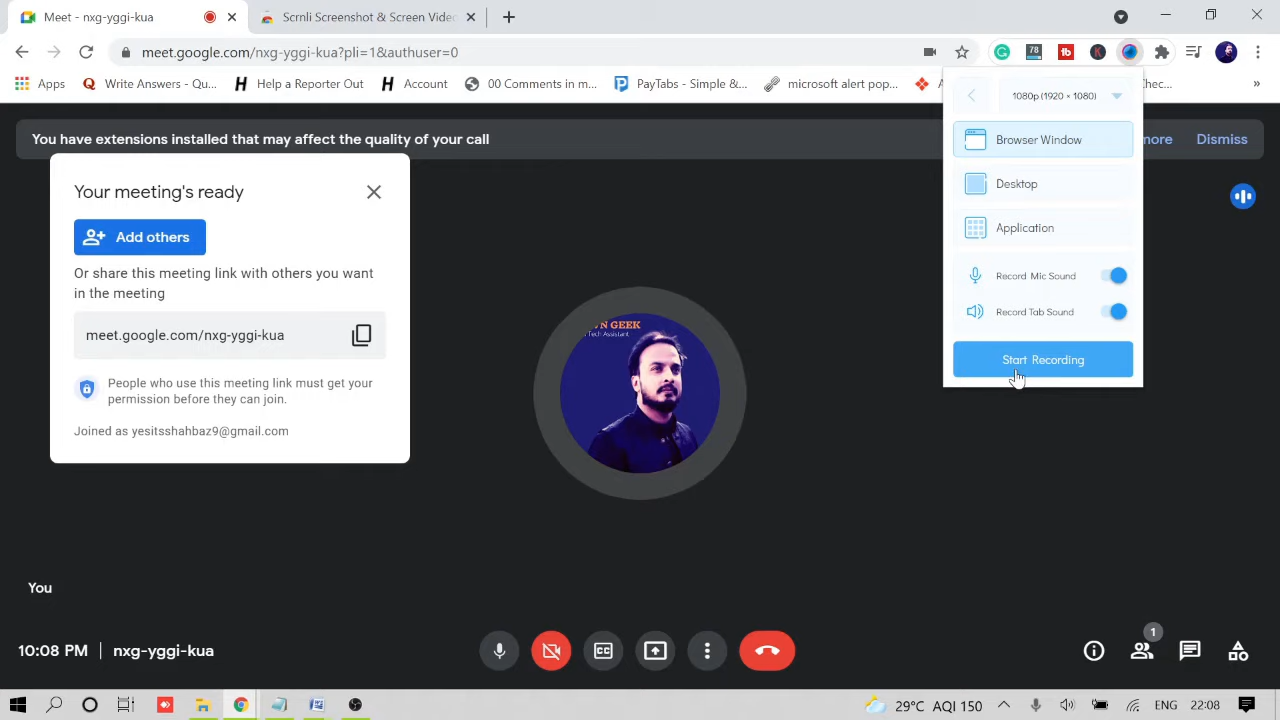 Meet - nxg-yggi-kua
Scrnli Screenshot & Screen Video
meet.google.com/nxg-yggi-kua?pli=1&authuser=0
78
Apps
Write Answers - Qu...
Help a Reporter Out
Account
00 Comments in m...
PayTabs - Simple &...
microsoft alert pop...
You have extensions installed that may affect the quality of your call
more
Dismiss
1080p (1920 × 1080)
Browser Window
Desktop
Application
Record Mic Sound
Record Tab Sound
Start Recording
Your meeting's ready
Add others
Or share this meeting link with others you want
in the meeting
meet.google.com/nxg-yggi-kua
People who use this meeting link must get your
permission before they can join.
Joined as yesitsshahbaz9@gmail.com
N GEEK
Tech Assistant
You
10:08 PM | nxg-yggi-kua
1
29°C AQI 150
ENG
22:08